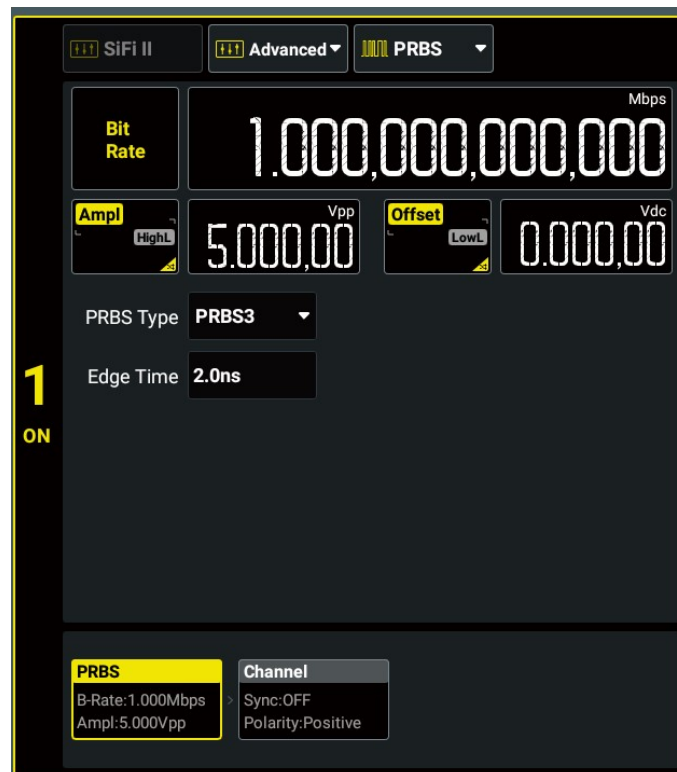 SiFi II
Advanced
PRBS
Bit
Rate
Mbps
1.000,000,000,000
Ampl
HighL
Vpp
5.000,00
Offset
LowL
Vdc
0.000,00
PRBS Type
PRBS3
Edge Time
2.0ns
1
ON
PRBS
B-Rate:1.000Mbps
Ampl:5.000Vpp
>
Channel
Sync:OFF
Polarity:Positive